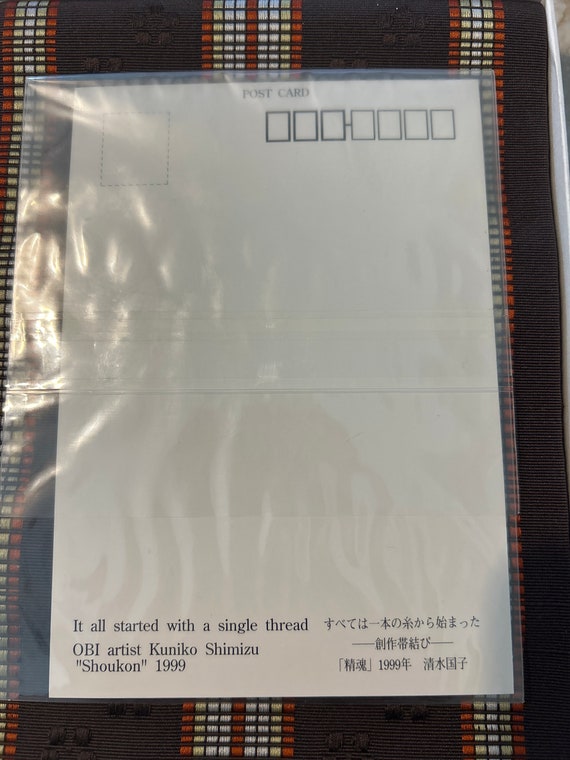 POST CARD
It all started with a single thread
OBI artist Kuniko Shimizu
"Shoukon" 1999
すべては一本の糸から始まった
――創作帯結び――
「精魂」1999年　清水国子